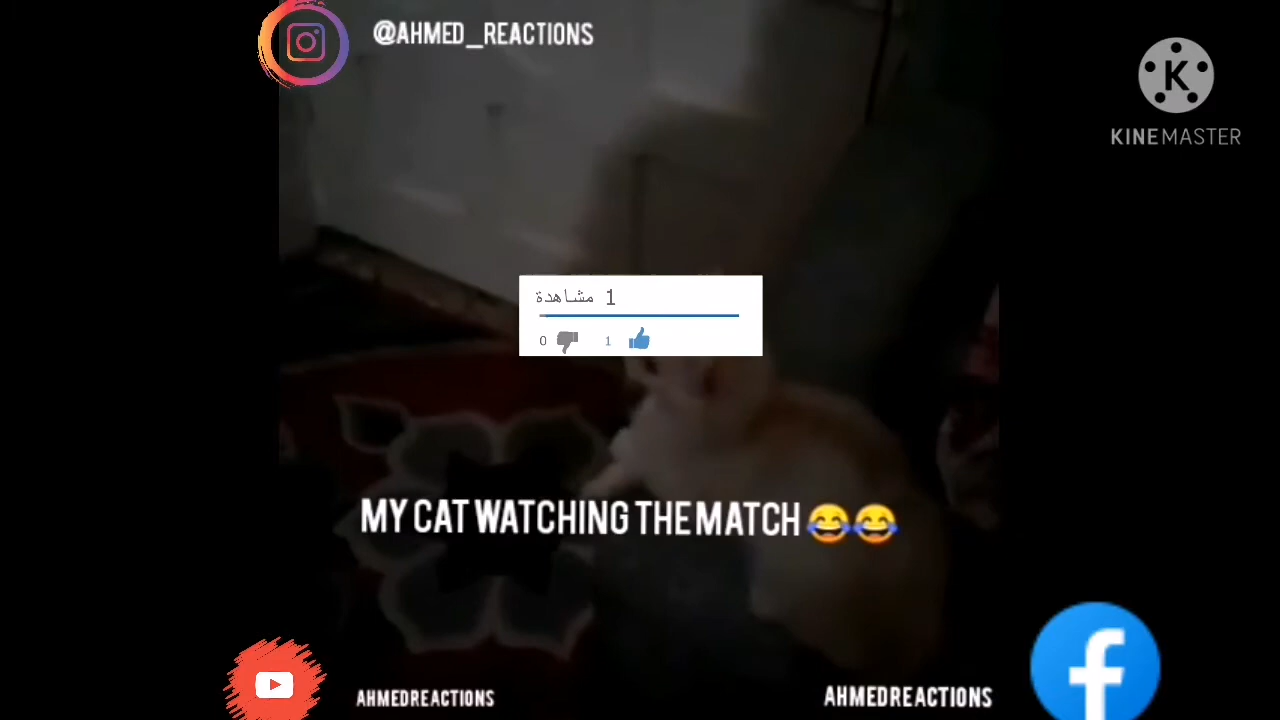 @AHMED_REACTIONS
K
KINEMASTER
1 مشاهدة
0 1
MY CAT WATCHING THE MATCH 😂😂
AHMEDREACTIONS
AHMEDREACTIONS